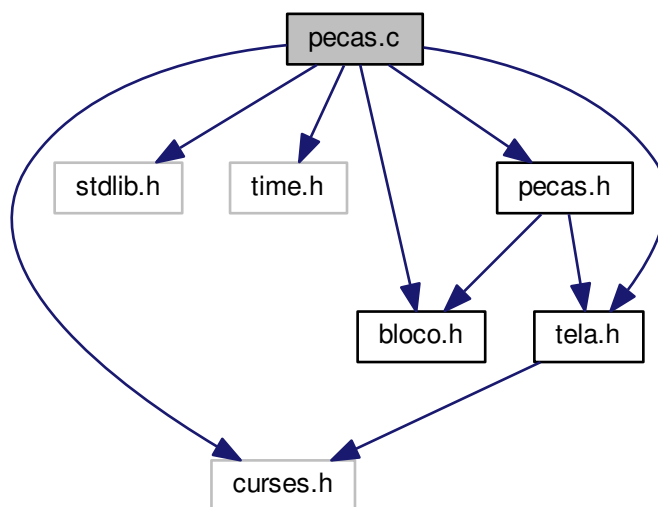 pecas.c
stdlib.h
time.h
pecas.h
bloco.h
tela.h
curses.h